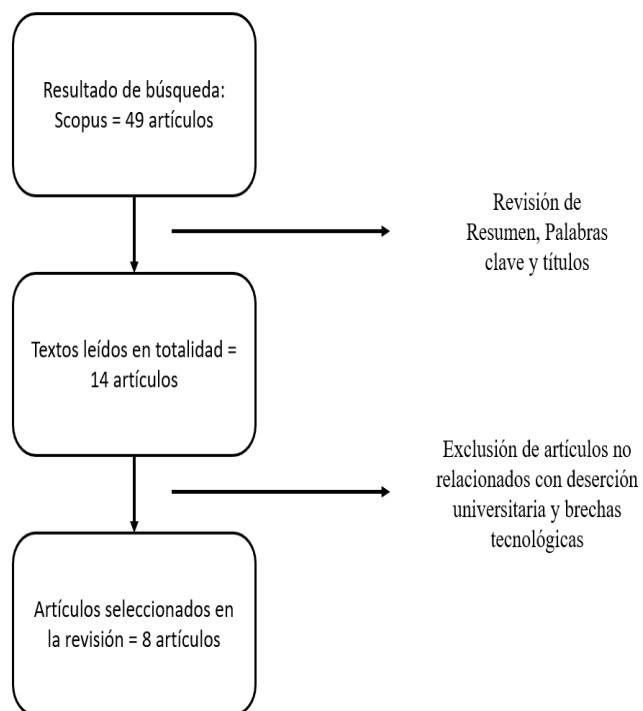 Resultado de búsqueda:
Scopus = 49 artículos
Revisión de
Resumen, Palabras
clave y títulos
Textos leídos en totalidad =
14 artículos
Exclusión de artículos no
relacionados con deserción
universitaria y brechas
tecnológicas
Artículos seleccionados en
la revisión = 8 artículos